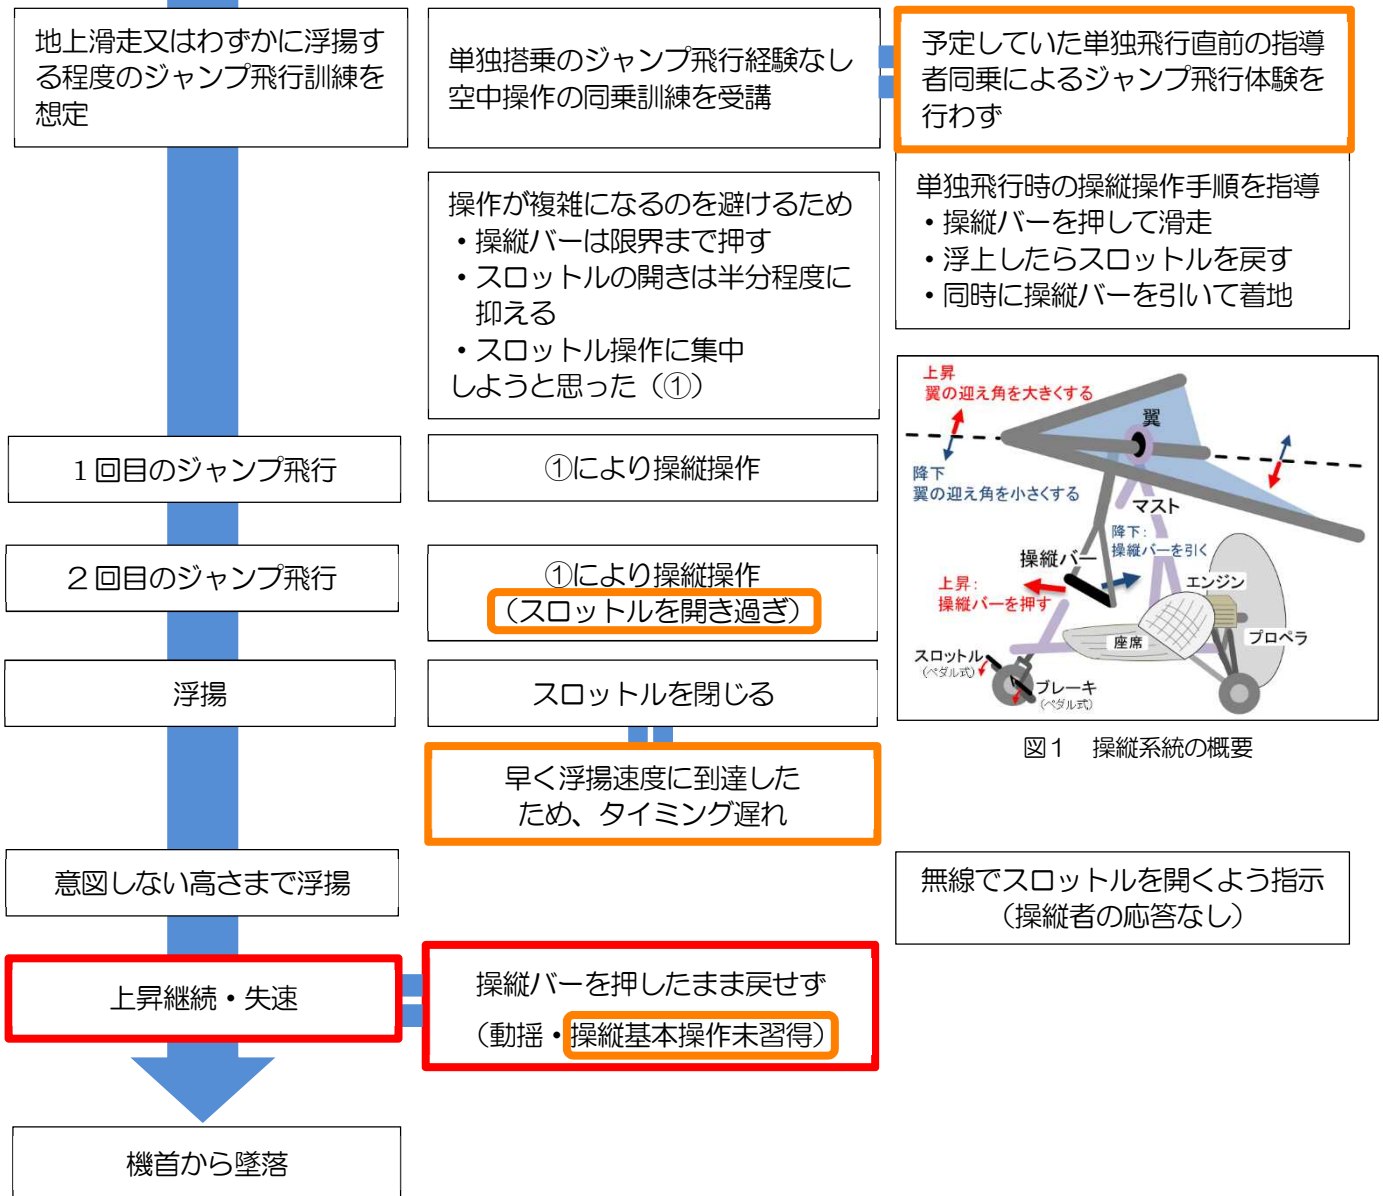 地上滑走又はわずかに浮揚す
る程度のジャンプ飛行訓練を
想定
単独搭乗のジャンプ飛行経験なし
空中操作の同乗訓練を受講
予定していた単独飛行直前の指導
者同乗によるジャンプ飛行体験を
行わず
操作が複雑になるのを避けるため
・操縦バーは限界まで押す
・スロットルの開きは半分程度に
抑える
・スロットル操作に集中
しようと思った（①）
単独飛行時の操縦操作手順を指導
・操縦バーを押して滑走
・浮上したらスロットルを戻す
・同時に操縦バーを引いて着地
1回目のジャンプ飛行
①により操縦操作
2回目のジャンプ飛行
①により操縦操作
（スロットルを開き過ぎ）
浮揚
スロットルを閉じる
早く浮揚速度に到達した
ため、タイミング遅れ
上昇
翼の迎え角を大きくする
翼
降下
翼の迎え角を小さくする
マスト
降下：
操縦バーを引く
操縦バー
上昇：
操縦バーを押す
エンジン
プロペラ
座席
スロットル
（ペダル式）
ブレーキ
（ペダル式）
図1　操縦系統の概要
意図しない高さまで浮揚
無線でスロットルを開くよう指示
（操縦者の応答なし）
上昇継続・失速
操縦バーを押したまま戻せず
（動揺・操縦基本操作未習得）
機首から墜落